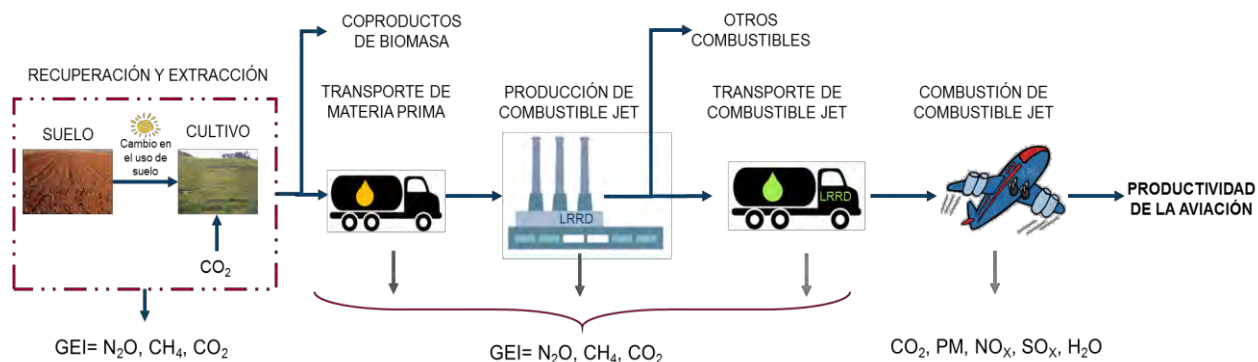 COPRODUCTOS
DE BIOMASA
OTROS
COMBUSTIBLES
RECUPERACIÓN Y EXTRACCIÓN
TRANSPORTE DE
MATERIA PRIMA
PRODUCCIÓN DE
COMBUSTIBLE JET
TRANSPORTE DE
COMBUSTIBLE JET
COMBUSTIÓN DE
COMBUSTIBLE JET
SUELO
Cambio en
el uso de
suelo
CULTIVO
CO₂
LRRD
LRRD
PRODUCTIVIDAD
DE LA AVIACIÓN
GEI= N₂O, CH₄, CO₂
GEI= N₂O, CH₄, CO₂
CO₂, PM, NOₓ, SOₓ, H₂O